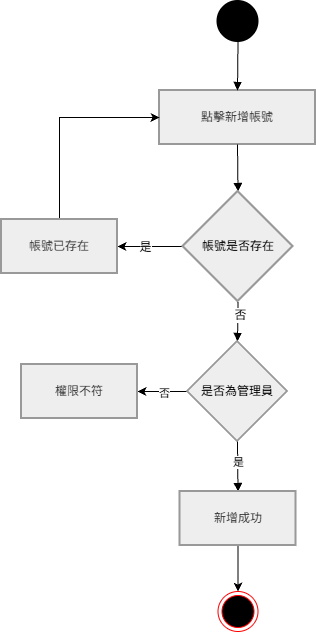 點擊新增帳號
帳號已存在
是
帳號是否存在
否
權限不符
否
是否為管理員
是
新增成功